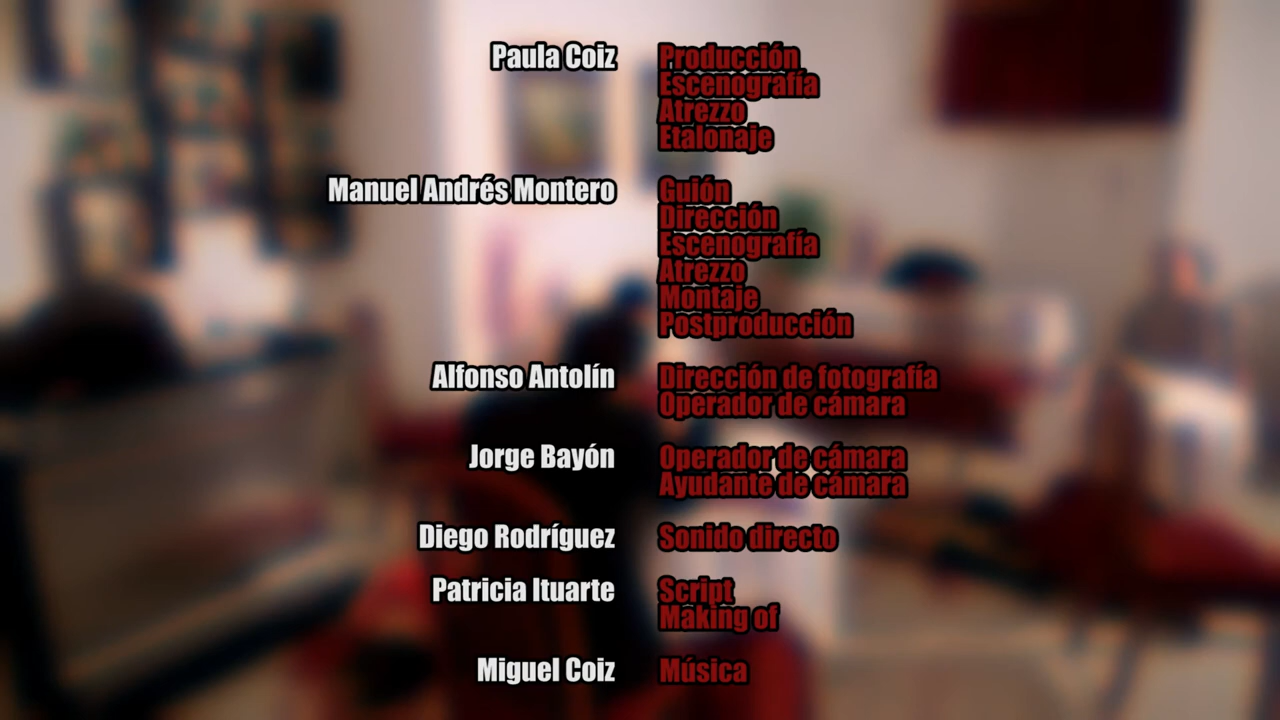 Paula Coiz Producción
Escenografía
Atrezzo
Etalonaje
Manuel Andrés Montero Guión
Dirección
Escenografía
Atrezzo
Montaje
Postproducción
Alfonso Antolín Dirección de fotografía
Operador de cámara
Jorge Bayón Operador de cámara
Ayudante de cámara
Diego Rodríguez Sonido directo
Patricia Ituarte Script
Making of
Miguel Coiz Música